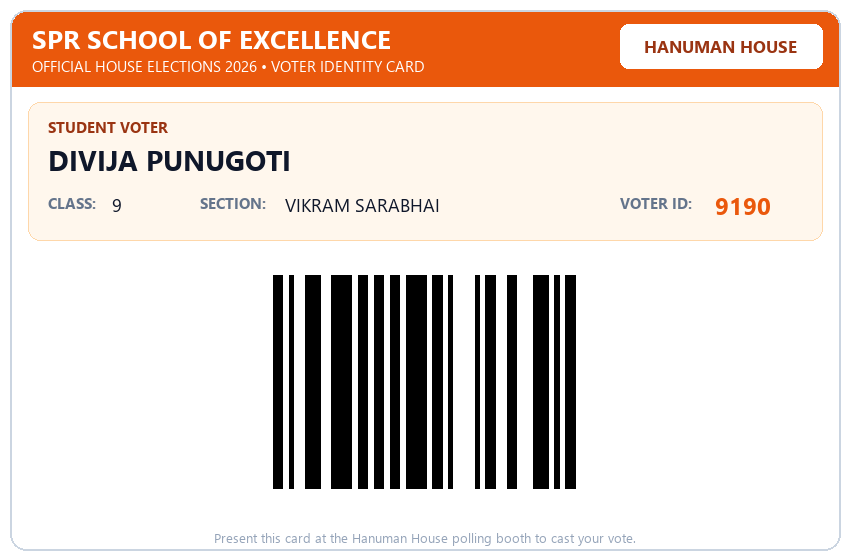 SPR SCHOOL OF EXCELLENCE
OFFICIAL HOUSE ELECTIONS 2026 • VOTER IDENTITY CARD
HANUMAN HOUSE
STUDENT VOTER
DIVIJA PUNUGOTI
CLASS: 9 SECTION: VIKRAM SARABHAI VOTER ID: 9190
Present this card at the Hanuman House polling booth to cast your vote.